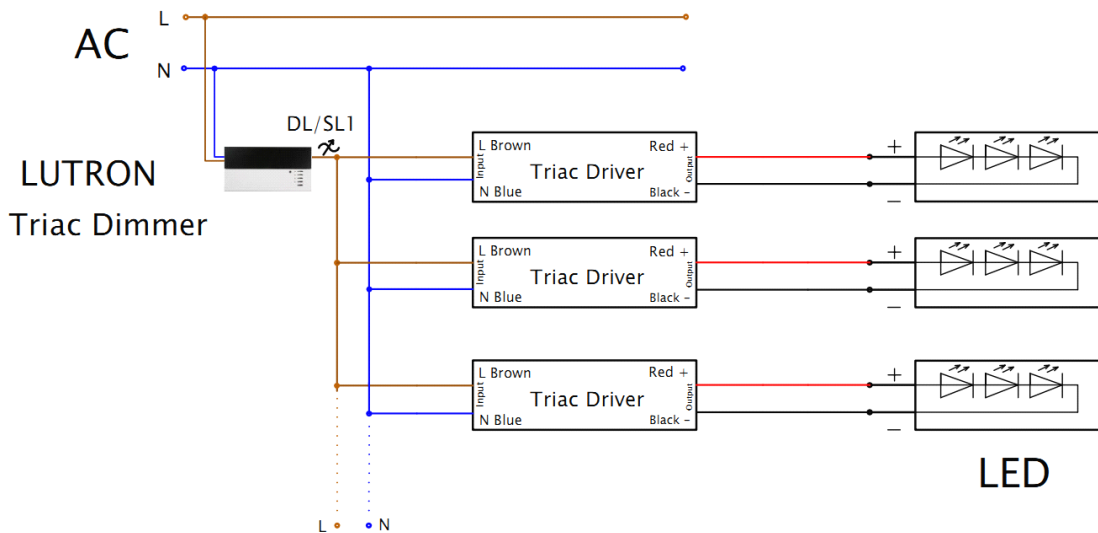 L
AC
N
DL/SL1
LUTRON
Triac Dimmer
L Brown
Red +
Input
Triac Driver
Output
N Blue
Black -
+
—
L Brown
Red +
Input
Triac Driver
Output
N Blue
Black -
+
—
L Brown
Red +
Input
Triac Driver
Output
N Blue
Black -
+
—
LED
L
N